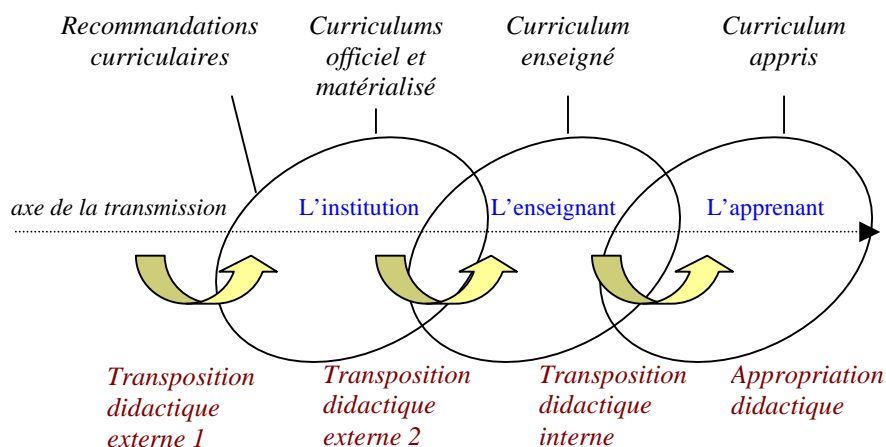 Recommandations
curriculaires
Curriculums
officiel et
matérialisé
Curriculum
enseigné
Curriculum
appris
axe de la transmission
L'institution
L'enseignant
L'apprenant
Transposition
didactique
externe 1
Transposition
didactique
externe 2
Transposition
didactique
interne
Appropriation
didactique